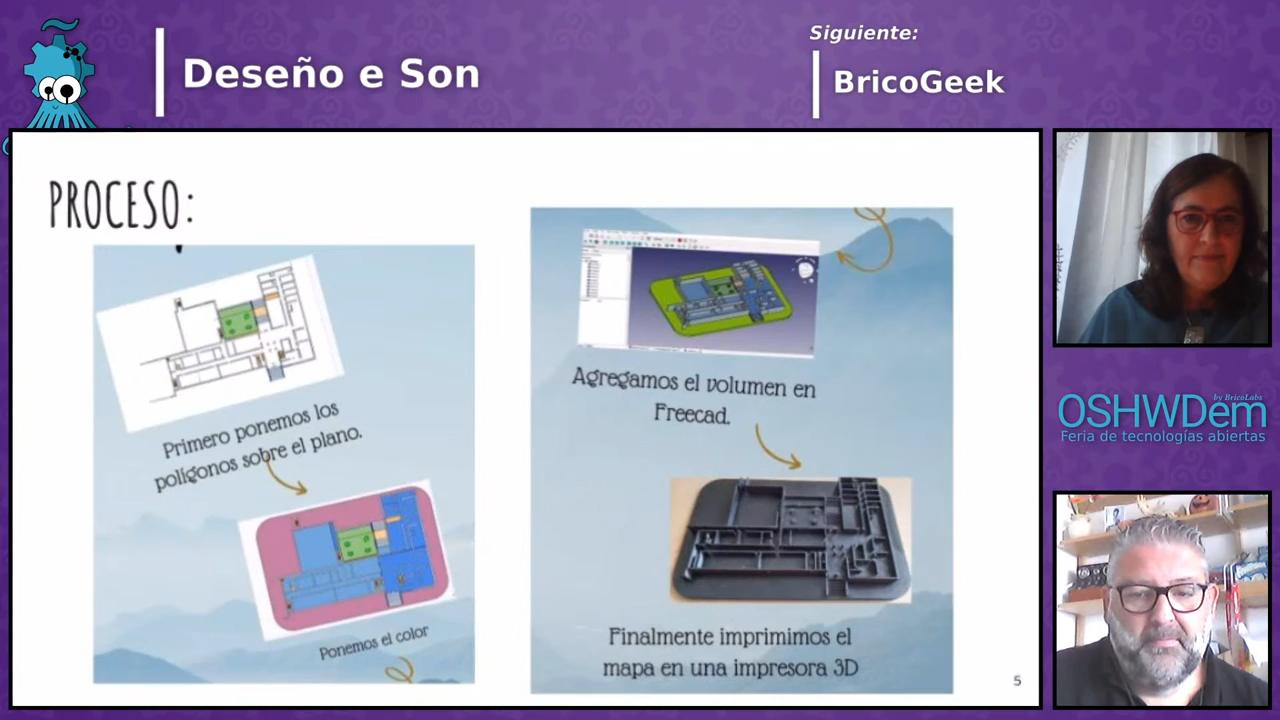 Deseño e Son
Siguiente:
BricoGeek
PROCESO:
Primero ponemos los
polígonos sobre el plano.
Ponemos el color
Agregamos el volumen en
Freecad.
Finalmente imprimimos el
mapa en una impresora 3D
5
by BricoLabs
OSHWDem
Feria de tecnologías abiertas